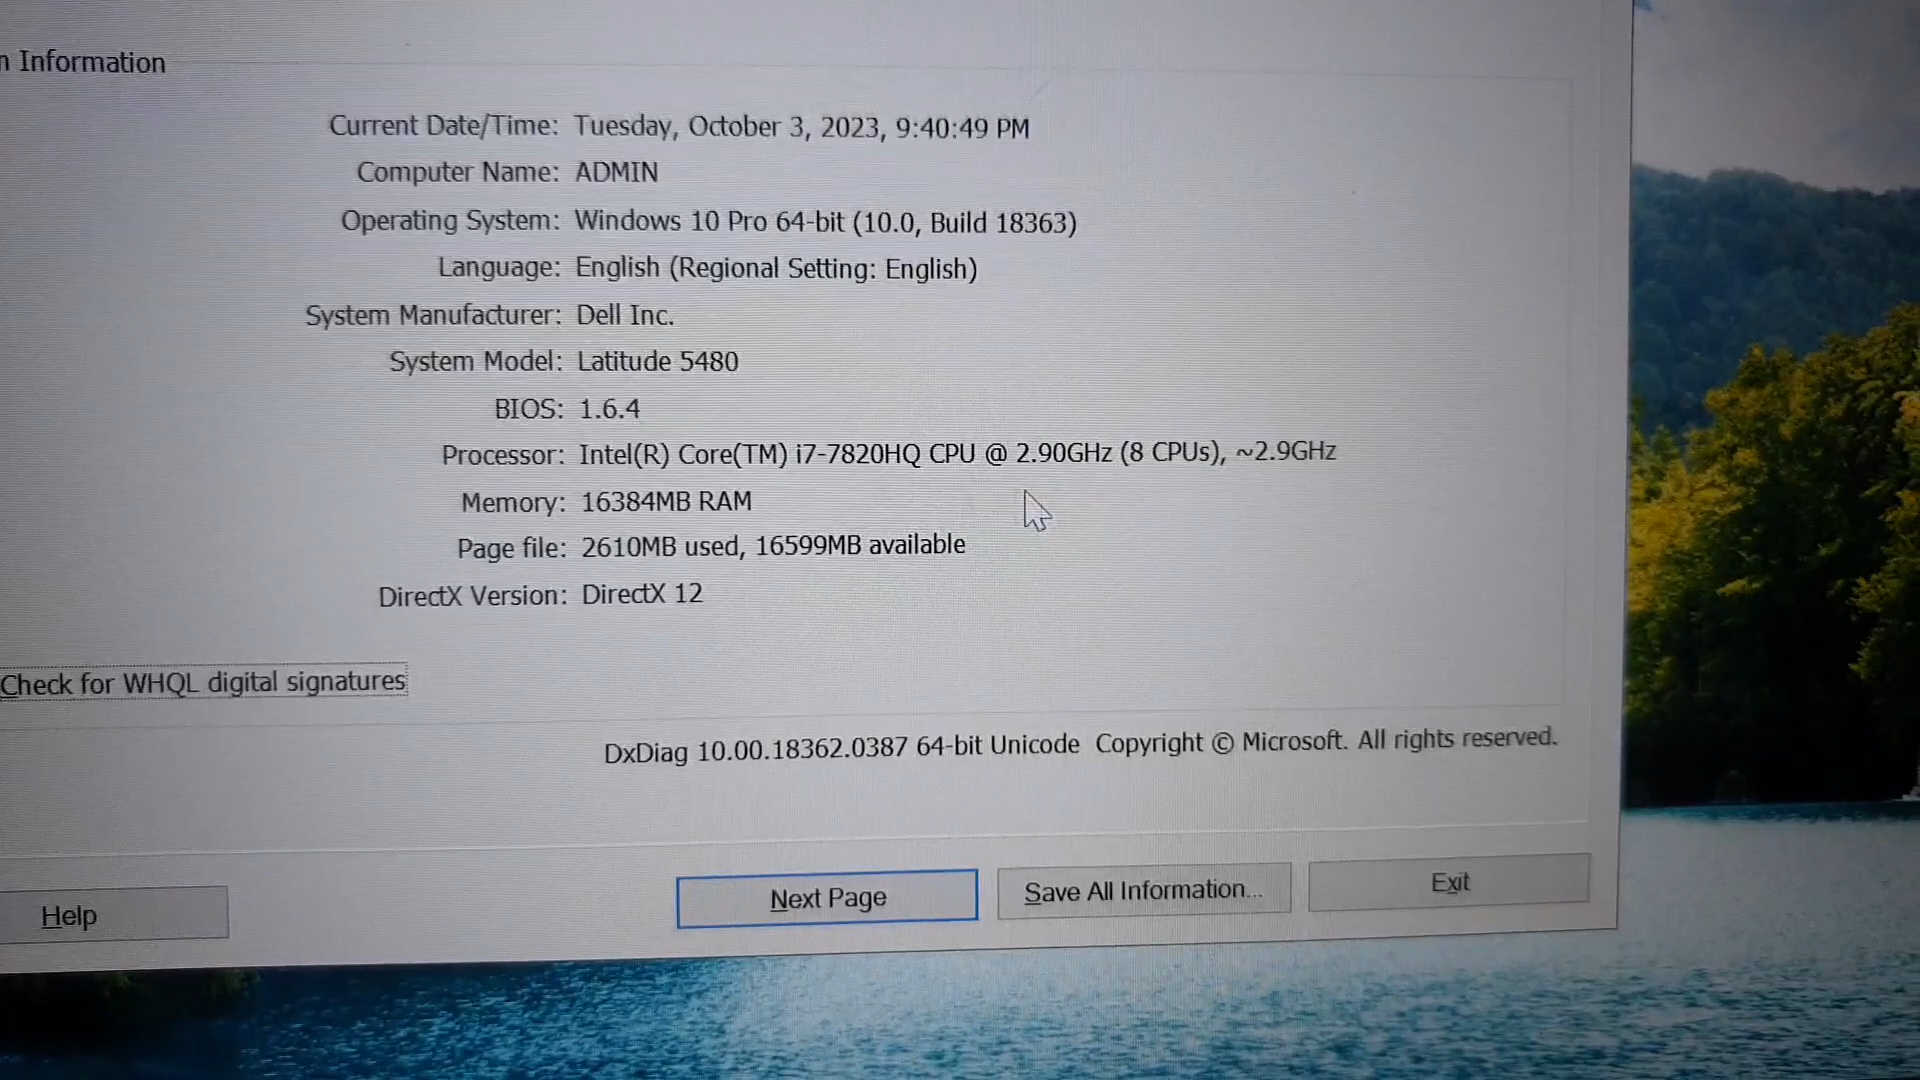 n Information
Current Date/Time: Tuesday, October 3, 2023, 9:40:49 PM
Computer Name: ADMIN
Operating System: Windows 10 Pro 64-bit (10.0, Build 18363)
Language: English (Regional Setting: English)
System Manufacturer: Dell Inc.
System Model: Latitude 5480
BIOS: 1.6.4
Processor: Intel(R) Core(TM) i7-7820HQ CPU @ 2.90GHz (8 CPUs), ~2.9GHz
Memory: 16384MB RAM
Page file: 2610MB used, 16599MB available
DirectX Version: DirectX 12
Check for WHQL digital signatures
DxDiag 10.00.18362.0387 64-bit Unicode Copyright © Microsoft. All rights reserved.
Help Next Page Save All Information... Exit